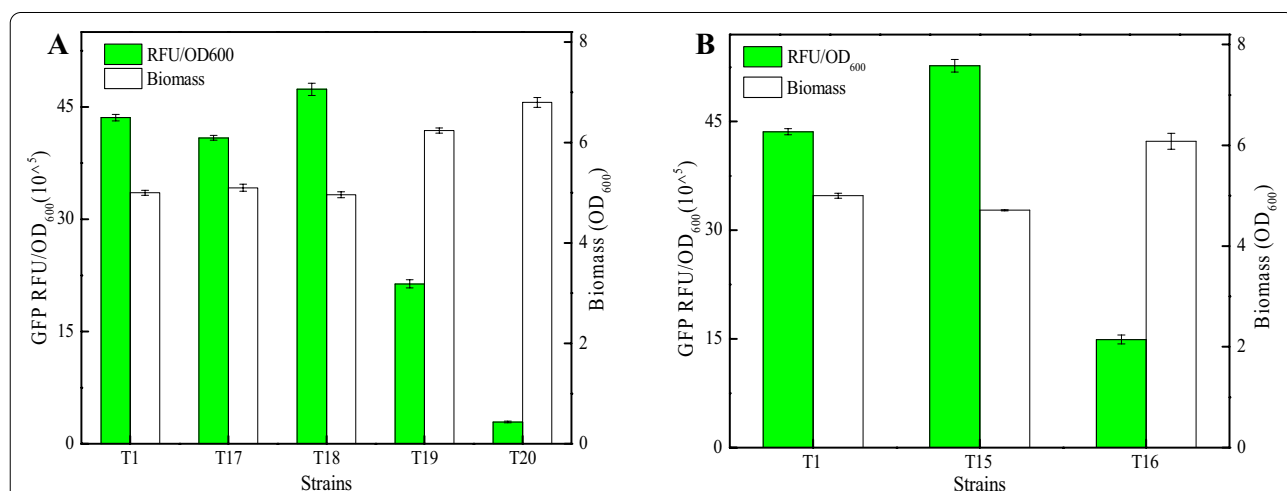 A
RFU/OD600
Biomass
GFP RFU/OD600(10^5)
45
30
15
0
8
6
4
2
0
Biomass (OD600)
T1 T17 T18 T19 T20
Strains
B
RFU/OD600
Biomass
GFP RFU/OD600(10^5)
45
30
15
0
8
6
4
2
0
Biomass (OD600)
T1 T15 T16
Strains